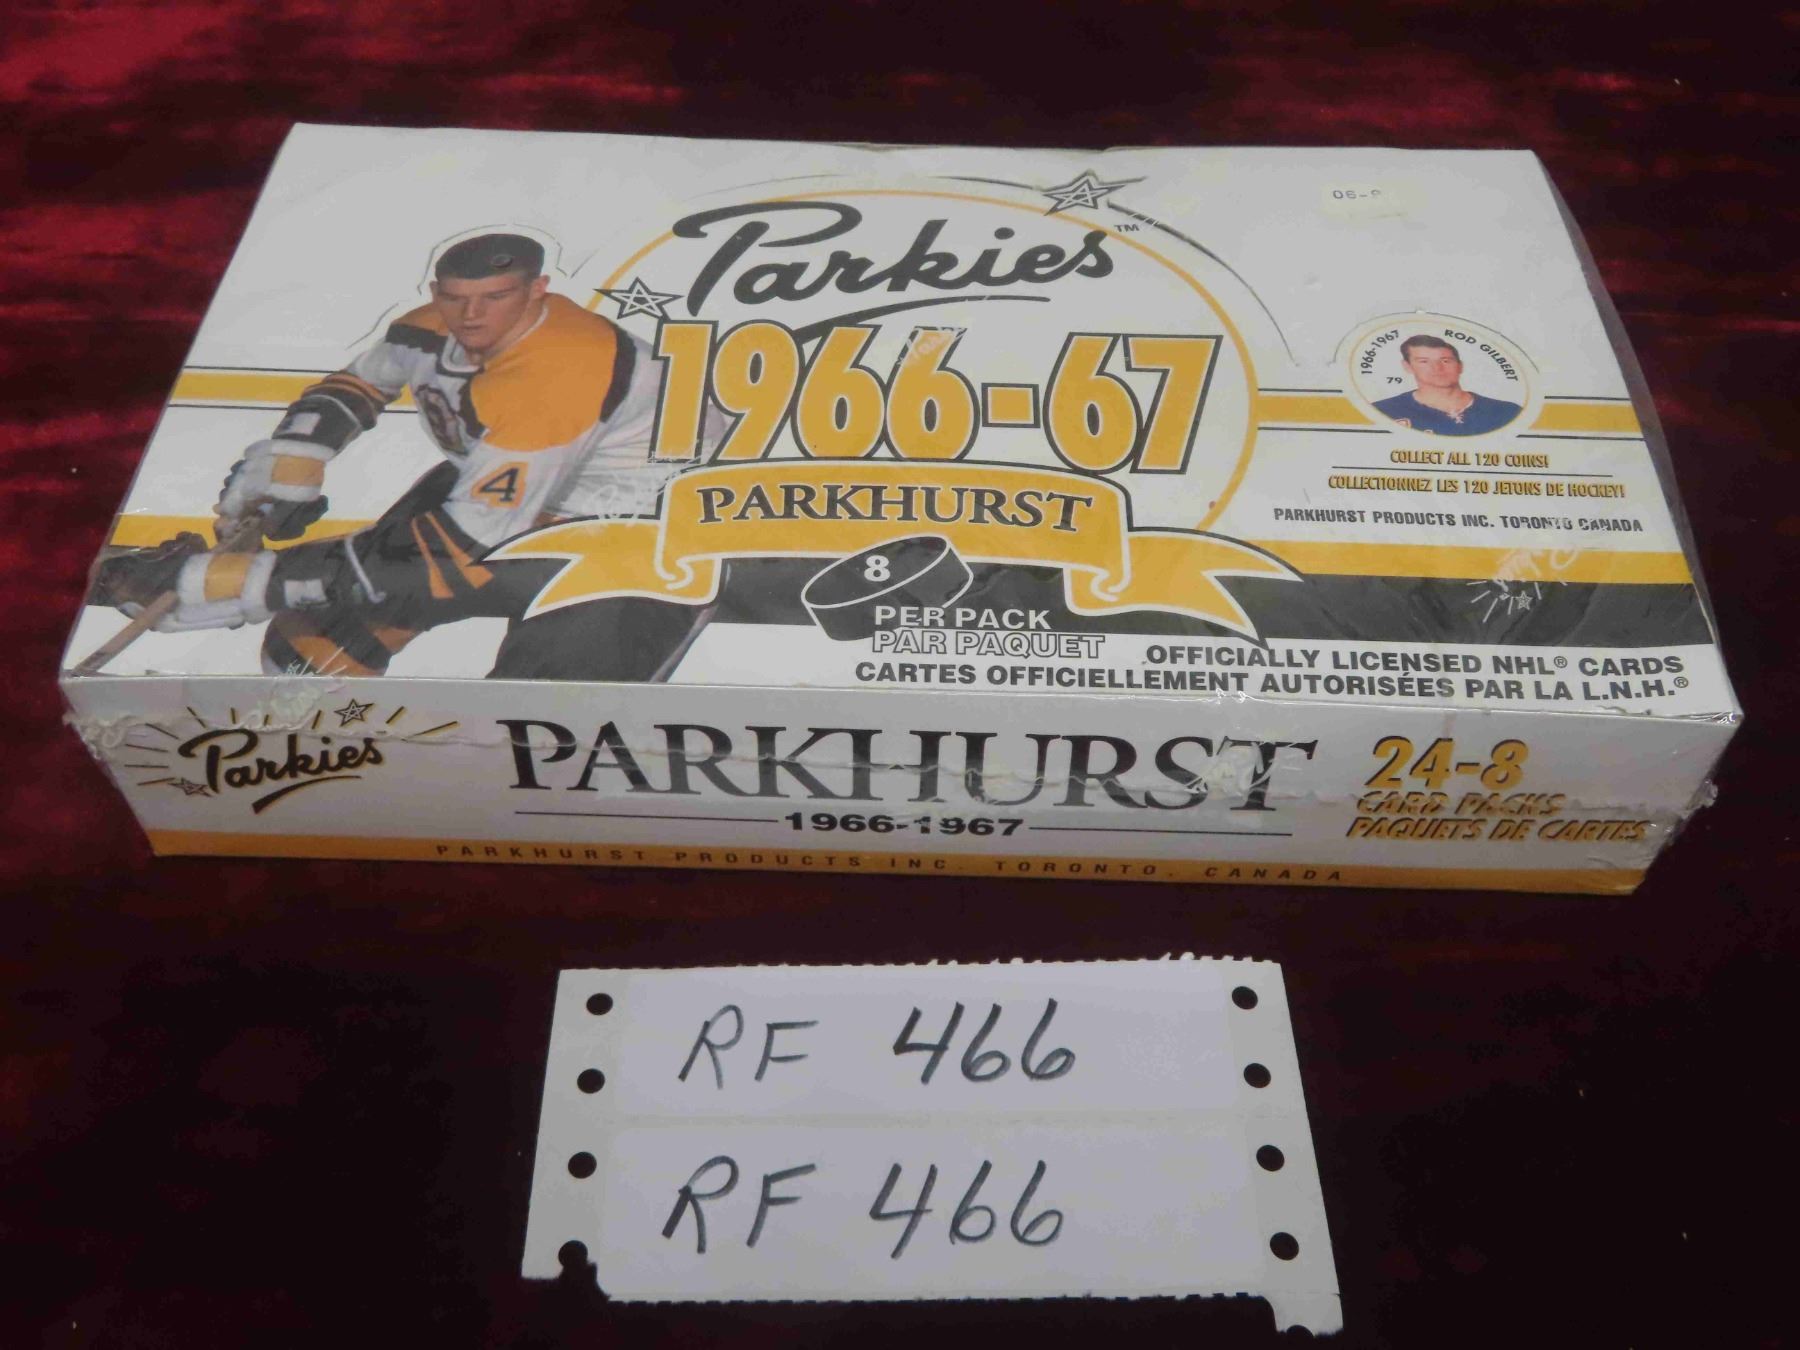 06-
Parkies™
1966-67
PARKHURST
4
1966-1967 ROD GILBERT
79
COLLECT ALL 120 COINS!
COLLECTIONNEZ LES 120 JETONS DE HOCKEY!
PARKHURST PRODUCTS INC. TORONTO CANADA
8
PER PACK
PAR PAQUET
OFFICIALLY LICENSED NHL® CARDS
CARTES OFFICIELLEMENT AUTORISÉES PAR LA L.N.H.®
Parkies
PARKHURST
1966-1967
24-8
CARD PACKS
PAQUETS DE CARTES
PARKHURST PRODUCTS INC. TORONTO, CANADA
RF 466
RF 466